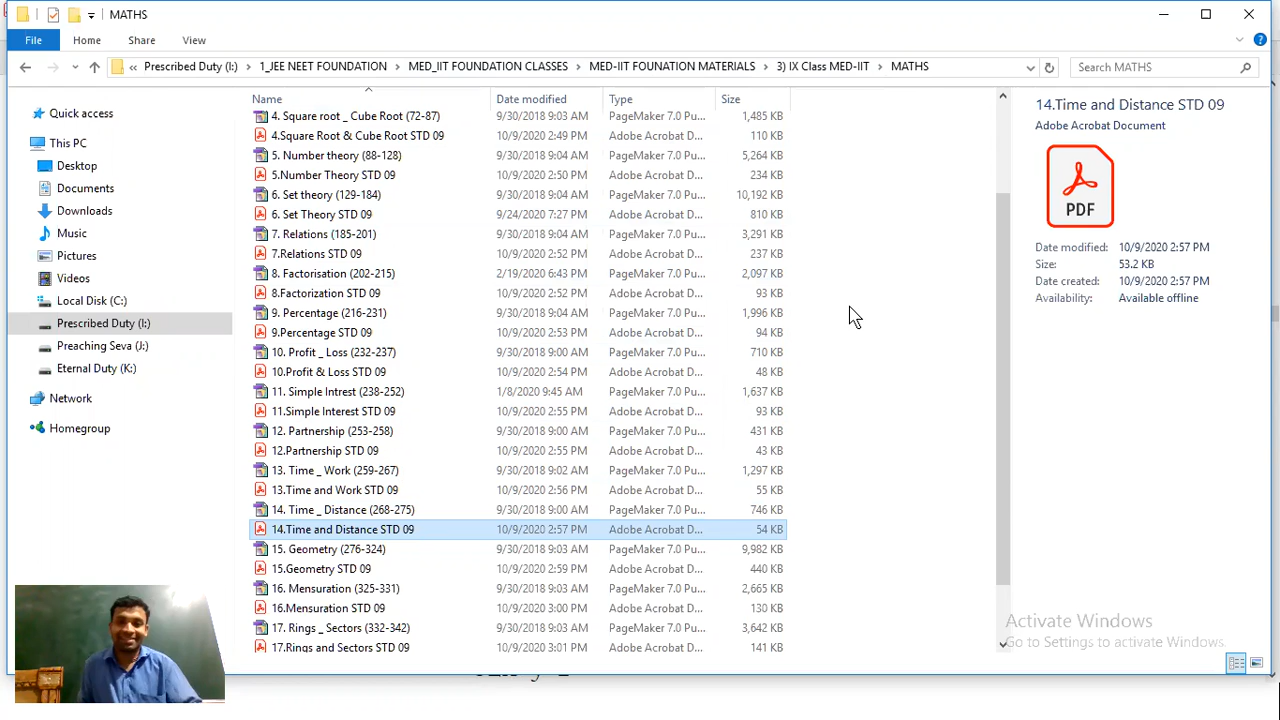 MATHS
File
Home
Share
View
« Prescribed Duty (I:) > 1_JEE NEET FOUNDATION > MED_IIT FOUNDATION CLASSES > MED-IIT FOUNATION MATERIALS > 3) IX Class MED-IIT > MATHS
Search MATHS
Quick access
This PC
Desktop
Documents
Downloads
Music
Pictures
Videos
Local Disk (C:)
Prescribed Duty (I:)
Preaching Seva (J:)
Eternal Duty (K:)
Network
Homegroup
Name Date modified Type Size
4. Square root _ Cube Root (72-87) 9/30/2018 9:03 AM PageMaker 7.0 Pu... 1,485 KB
4.Square Root & Cube Root STD 09 10/9/2020 2:49 PM Adobe Acrobat D... 110 KB
5. Number theory (88-128) 9/30/2018 9:04 AM PageMaker 7.0 Pu... 5,264 KB
5.Number Theory STD 09 10/9/2020 2:50 PM Adobe Acrobat D... 234 KB
6. Set theory (129-184) 9/30/2018 9:04 AM PageMaker 7.0 Pu... 10,192 KB
6. Set Theory STD 09 9/24/2020 7:27 PM Adobe Acrobat D... 810 KB
7. Relations (185-201) 9/30/2018 9:04 AM PageMaker 7.0 Pu... 3,291 KB
7.Relations STD 09 10/9/2020 2:52 PM Adobe Acrobat D... 237 KB
8. Factorisation (202-215) 2/19/2020 6:43 PM PageMaker 7.0 Pu... 2,097 KB
8.Factorization STD 09 10/9/2020 2:52 PM Adobe Acrobat D... 93 KB
9. Percentage (216-231) 9/30/2018 9:04 AM PageMaker 7.0 Pu... 1,996 KB
9.Percentage STD 09 10/9/2020 2:53 PM Adobe Acrobat D... 94 KB
10. Profit _ Loss (232-237) 9/30/2018 9:00 AM PageMaker 7.0 Pu... 710 KB
10.Profit & Loss STD 09 10/9/2020 2:54 PM Adobe Acrobat D... 48 KB
11. Simple Intrest (238-252) 1/8/2020 9:45 AM PageMaker 7.0 Pu... 1,637 KB
11.Simple Interest STD 09 10/9/2020 2:55 PM Adobe Acrobat D... 93 KB
12. Partnership (253-258) 9/30/2018 9:00 AM PageMaker 7.0 Pu... 431 KB
12.Partnership STD 09 10/9/2020 2:55 PM Adobe Acrobat D... 43 KB
13. Time _ Work (259-267) 9/30/2018 9:02 AM PageMaker 7.0 Pu... 1,297 KB
13.Time and Work STD 09 10/9/2020 2:56 PM Adobe Acrobat D... 55 KB
14. Time _ Distance (268-275) 9/30/2018 9:00 AM PageMaker 7.0 Pu... 746 KB
14.Time and Distance STD 09 10/9/2020 2:57 PM Adobe Acrobat D... 54 KB
15. Geometry (276-324) 9/30/2018 9:03 AM PageMaker 7.0 Pu... 9,982 KB
15.Geometry STD 09 10/9/2020 2:59 PM Adobe Acrobat D... 440 KB
16. Mensuration (325-331) 9/30/2018 9:03 AM PageMaker 7.0 Pu... 2,665 KB
16.Mensuration STD 09 10/9/2020 3:00 PM Adobe Acrobat D... 130 KB
17. Rings _ Sectors (332-342) 9/30/2018 9:03 AM PageMaker 7.0 Pu... 3,642 KB
17.Rings and Sectors STD 09 10/9/2020 3:01 PM Adobe Acrobat D... 141 KB
14.Time and Distance STD 09
Adobe Acrobat Document
PDF
Date modified: 10/9/2020 2:57 PM
Size: 53.2 KB
Date created: 10/9/2020 2:57 PM
Availability: Available offline
Activate Windows
Go to Settings to activate Windows.